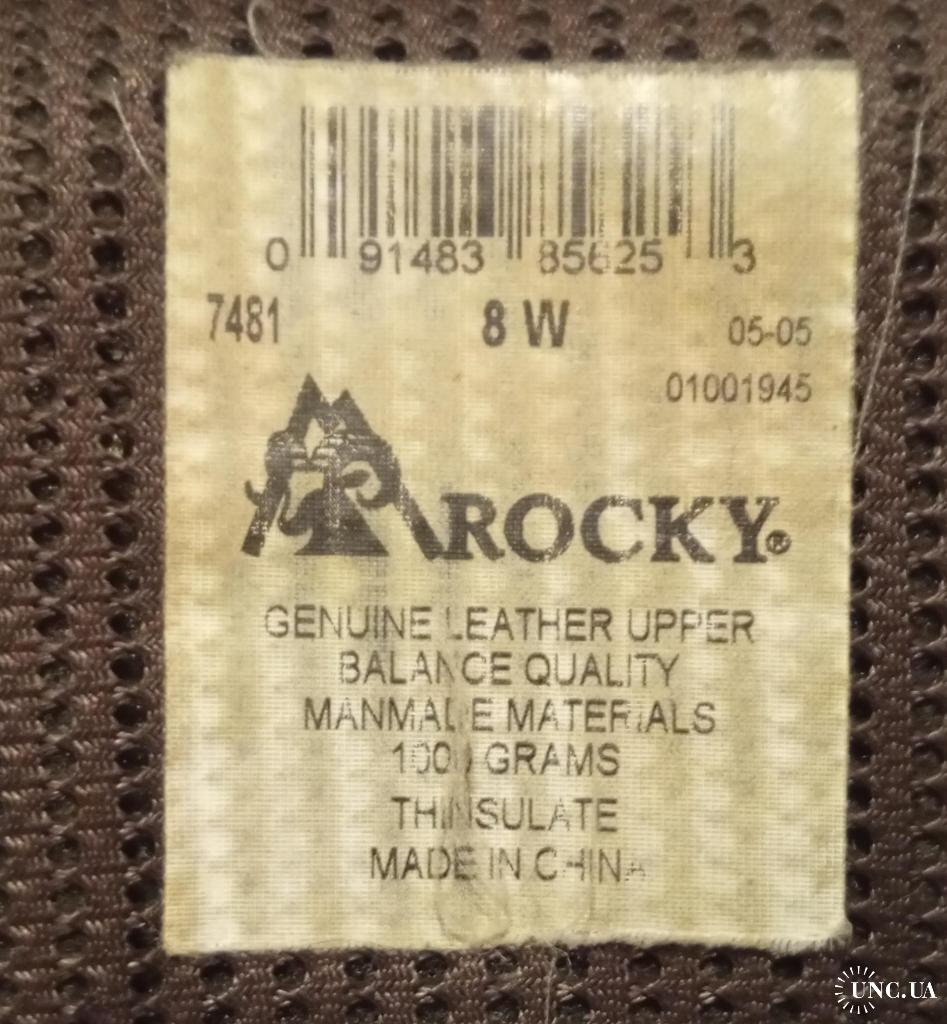 0 91483 85625 3
7481 8 W 05-05
01001945
ROCKY®
GENUINE LEATHER UPPER
BALANCE QUALITY
MANMADE MATERIALS
1000 GRAMS
THINSULATE
MADE IN CHINA
UNC.UA